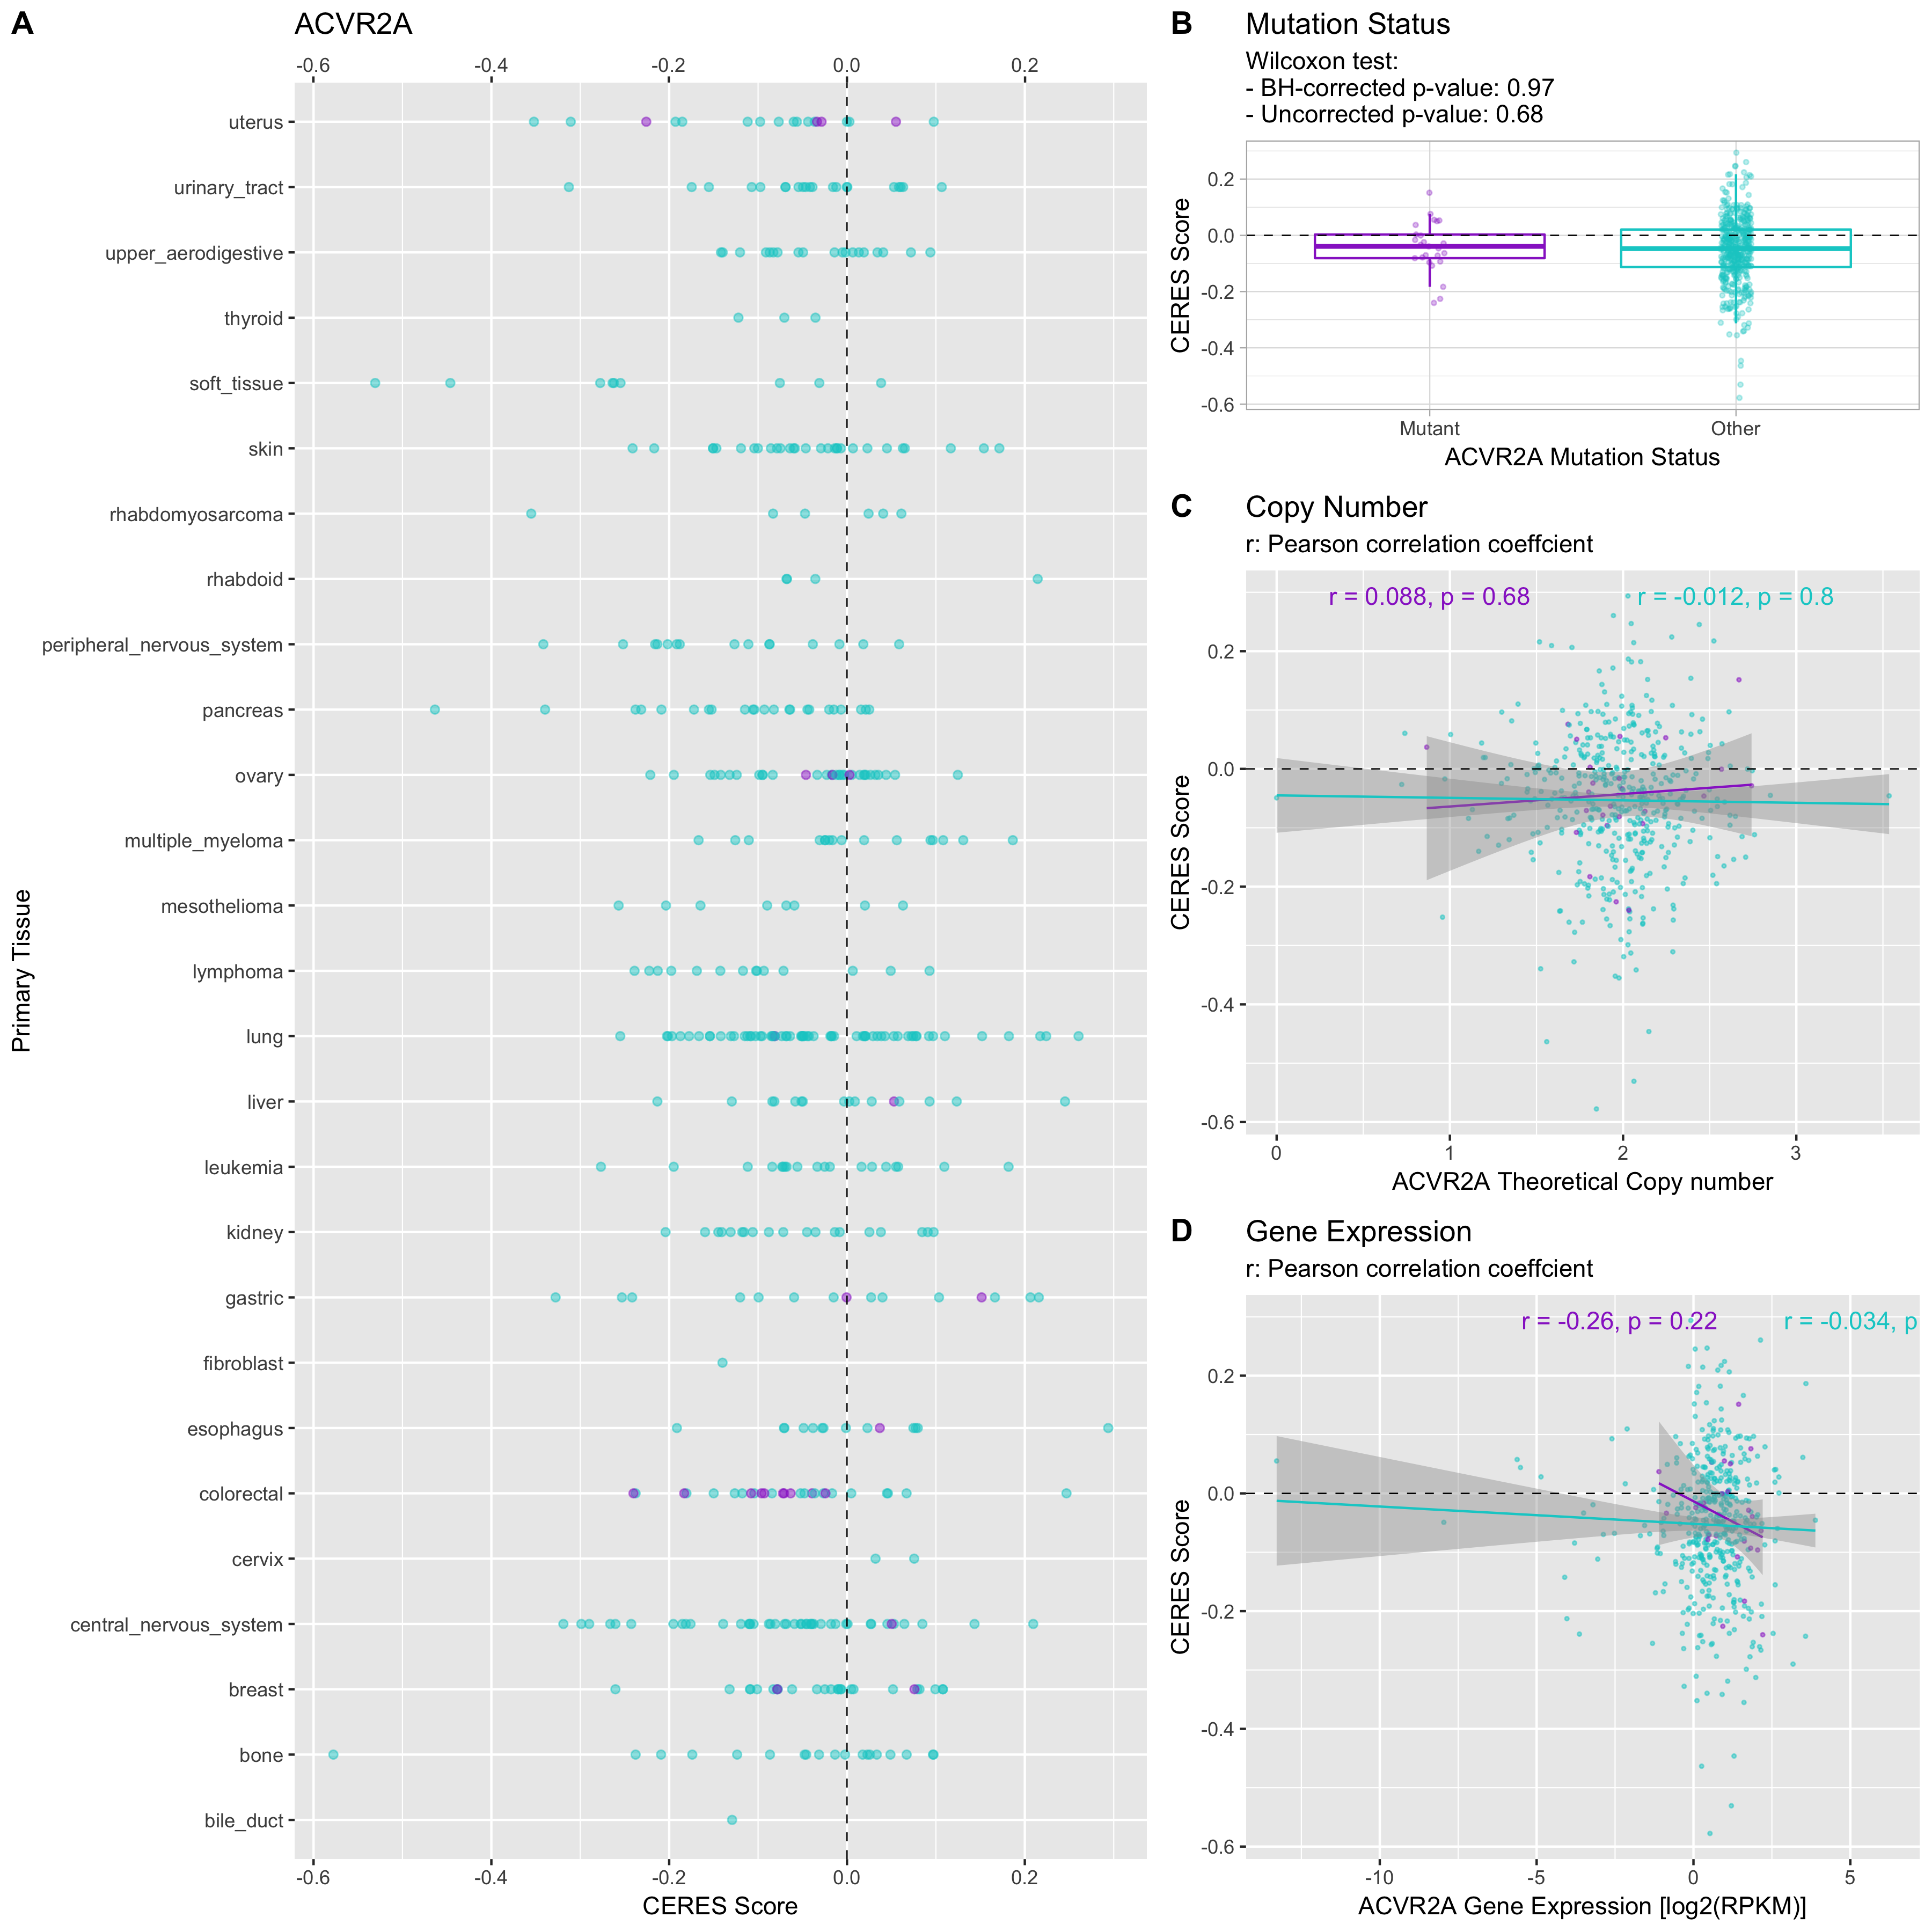 A
ACVR2A
-0.6 -0.4 -0.2 0.0 0.2
Primary Tissue
uterus
urinary_tract
upper_aerodigestive
thyroid
soft_tissue
skin
rhabdomyosarcoma
rhabdoid
peripheral_nervous_system
pancreas
ovary
multiple_myeloma
mesothelioma
lymphoma
lung
liver
leukemia
kidney
gastric
fibroblast
esophagus
colorectal
cervix
central_nervous_system
breast
bone
bile_duct
-0.6 -0.4 -0.2 0.0 0.2
CERES Score
B
Mutation Status
Wilcoxon test:
- BH-corrected p-value: 0.97
- Uncorrected p-value: 0.68
CERES Score
0.2
0.0
-0.2
-0.4
-0.6
Mutant Other
ACVR2A Mutation Status
C
Copy Number
r: Pearson correlation coeffcient
r = 0.088, p = 0.68 r = -0.012, p = 0.8
CERES Score
0.2
0.0
-0.2
-0.4
-0.6
0 1 2 3
ACVR2A Theoretical Copy number
D
Gene Expression
r: Pearson correlation coeffcient
r = -0.26, p = 0.22 r = -0.034, p
CERES Score
0.2
0.0
-0.2
-0.4
-0.6
-10 -5 0 5
ACVR2A Gene Expression [log2(RPKM)]